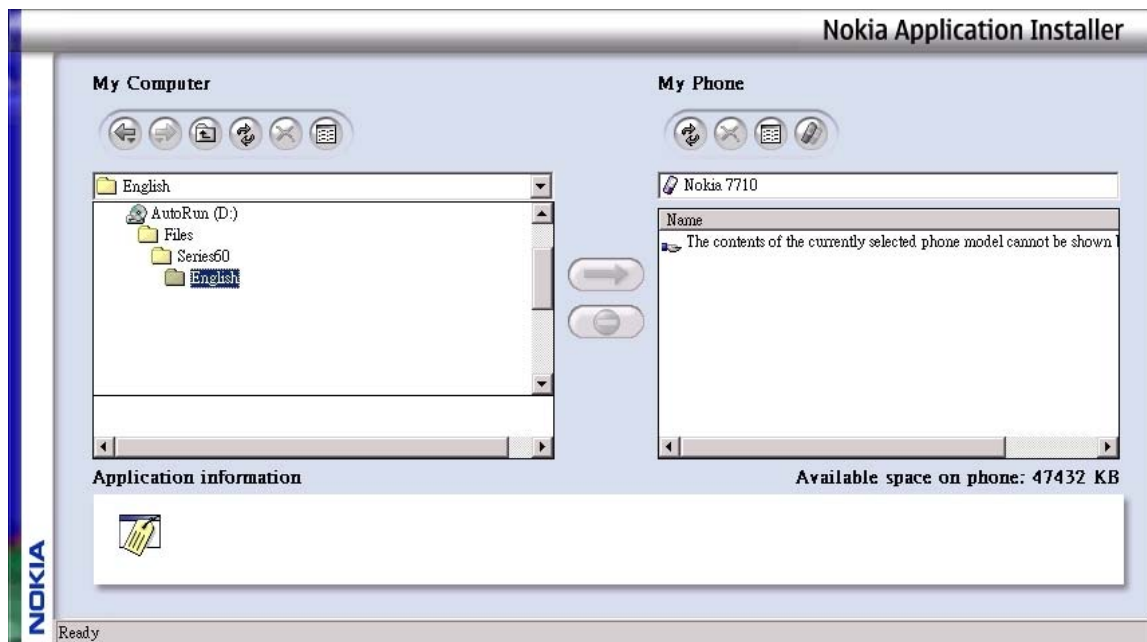 Nokia Application Installer
My Computer
My Phone
English
Nokia 7710
AutoRun (D:)
Files
Series60
English
Name
The contents of the currently selected phone model cannot be shown
Application information
Available space on phone: 47432 KB
NOKIA
Ready